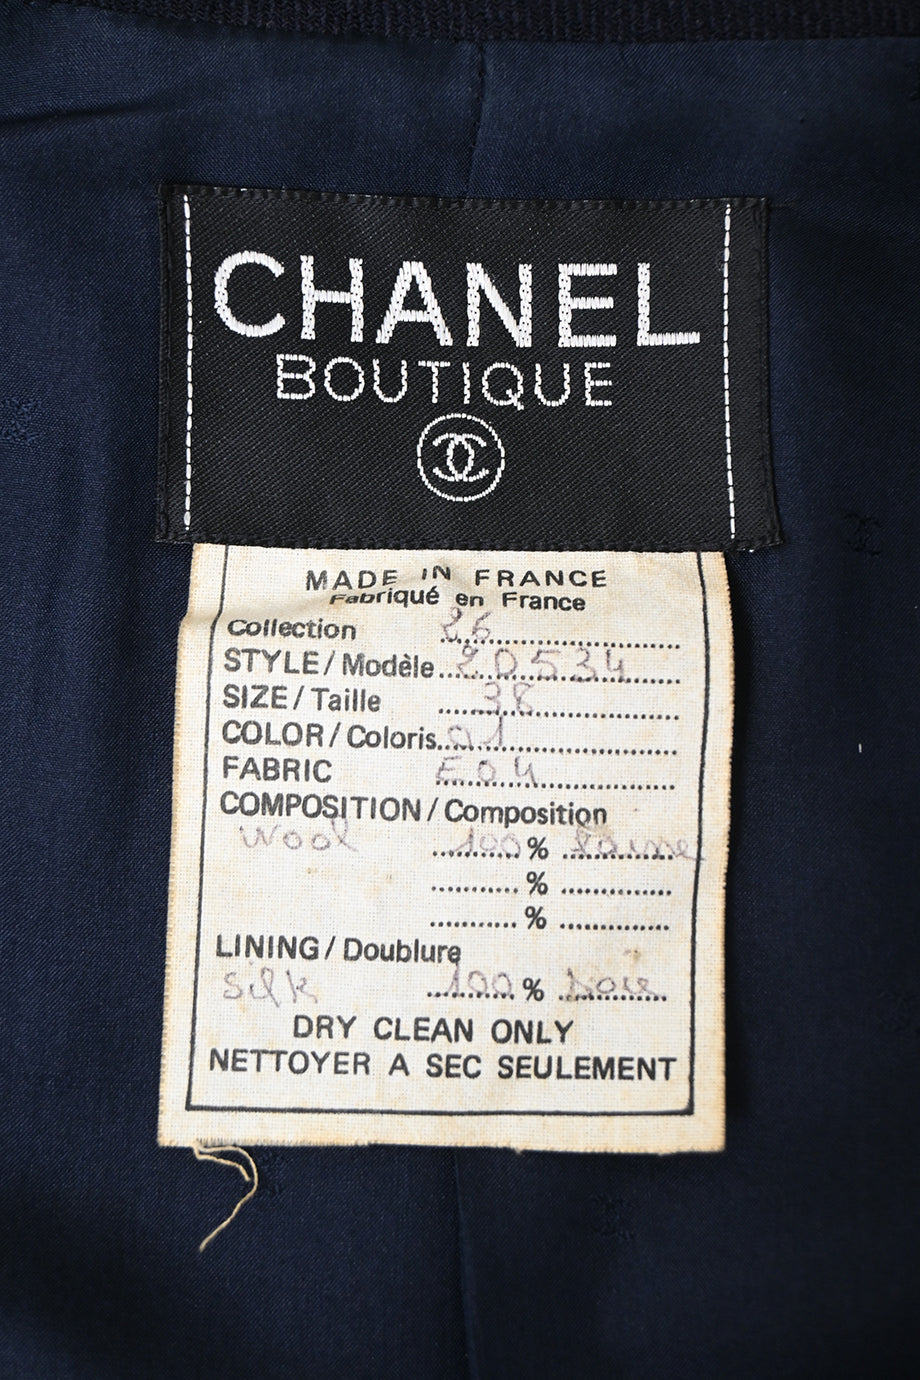 CHANEL
BOUTIQUE
MADE IN FRANCE
Fabriqué en France
Collection 26
STYLE / Modèle 20534
SIZE / Taille 38
COLOR / Coloris 01
FABRIC E04
COMPOSITION / Composition
Wool 100 % laine
%
%
LINING / Doublure
Silk 100 % soie
DRY CLEAN ONLY
NETTOYER A SEC SEULEMENT